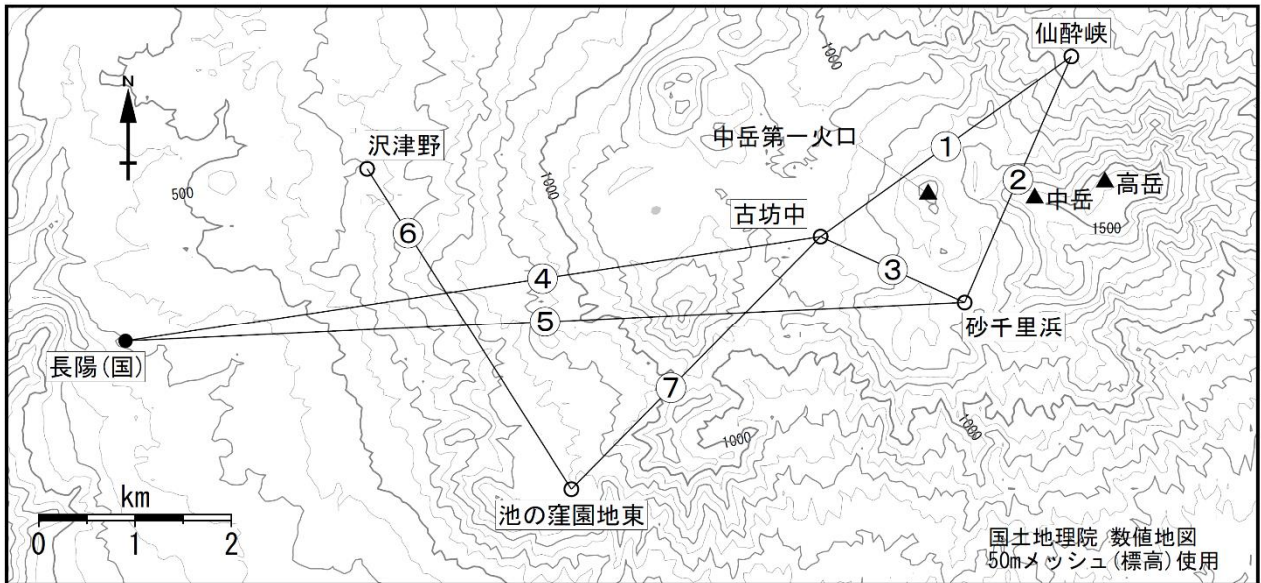 仙酔峡
1000
N
沢津野
中岳第一火口
①
500
1000
②
高岳
中岳
古坊中
1500
⑥
③
④
砂千里浜
⑤
長陽(国)
⑦
1000
1000
km
池の窪園地東
0 1 2
国土地理院 数値地図
50mメッシュ(標高)使用